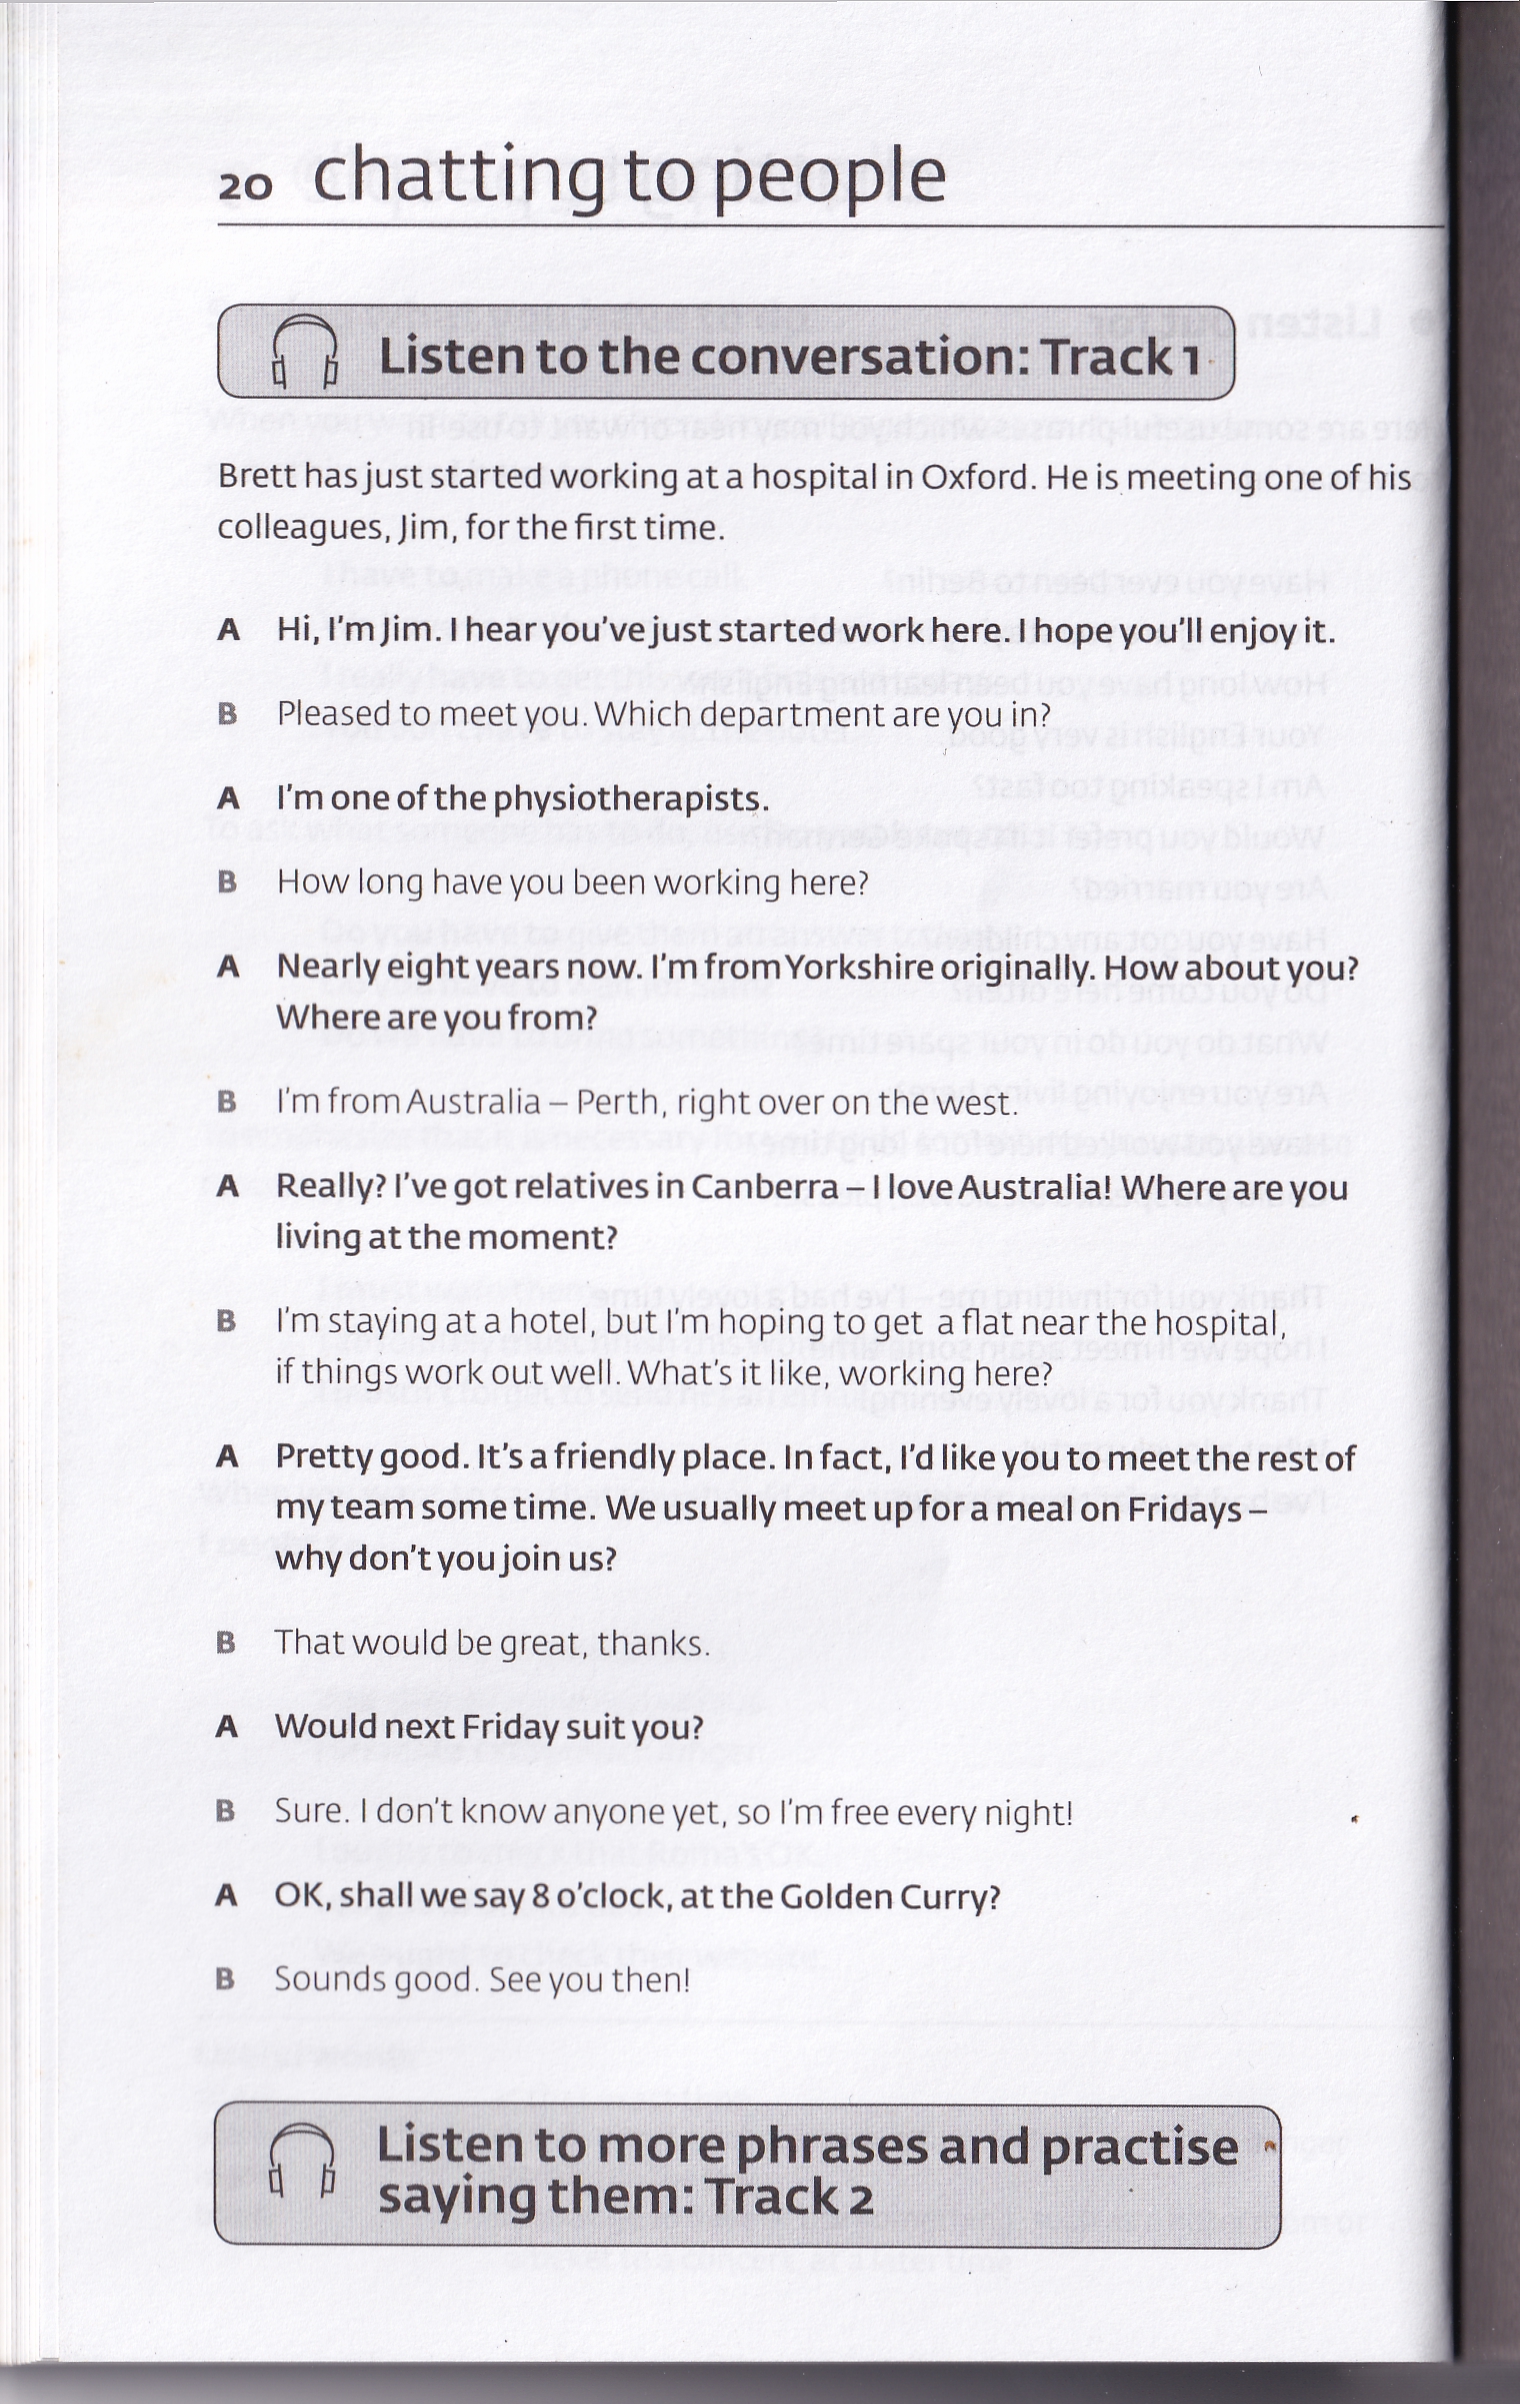 20 chatting to people
Listen to the conversation: Track 1
Brett has just started working at a hospital in Oxford. He is meeting one of his
colleagues, Jim, for the first time.
A Hi, I'm Jim. I hear you've just started work here. I hope you'll enjoy it.
B Pleased to meet you. Which department are you in?
A I'm one of the physiotherapists.
B How long have you been working here?
A Nearly eight years now. I'm from Yorkshire originally. How about you?
Where are you from?
B I'm from Australia – Perth, right over on the west.
A Really? I've got relatives in Canberra – I love Australia! Where are you
living at the moment?
B I'm staying at a hotel, but I'm hoping to get a flat near the hospital,
if things work out well. What's it like, working here?
A Pretty good. It's a friendly place. In fact, I'd like you to meet the rest of
my team some time. We usually meet up for a meal on Fridays –
why don't you join us?
B That would be great, thanks.
A Would next Friday suit you?
B Sure. I don't know anyone yet, so I'm free every night!
A OK, shall we say 8 o'clock, at the Golden Curry?
B Sounds good. See you then!
Listen to more phrases and practise
saying them: Track 2